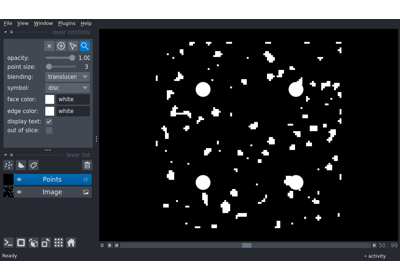 File View Window Plugins Help
layer controls
opacity: 1.00
point size: 3
blending: translucen
symbol: disc
face color: white
edge color: white
display text:
out of slice:
layer list
Points
Image
0 50 99
Ready activity